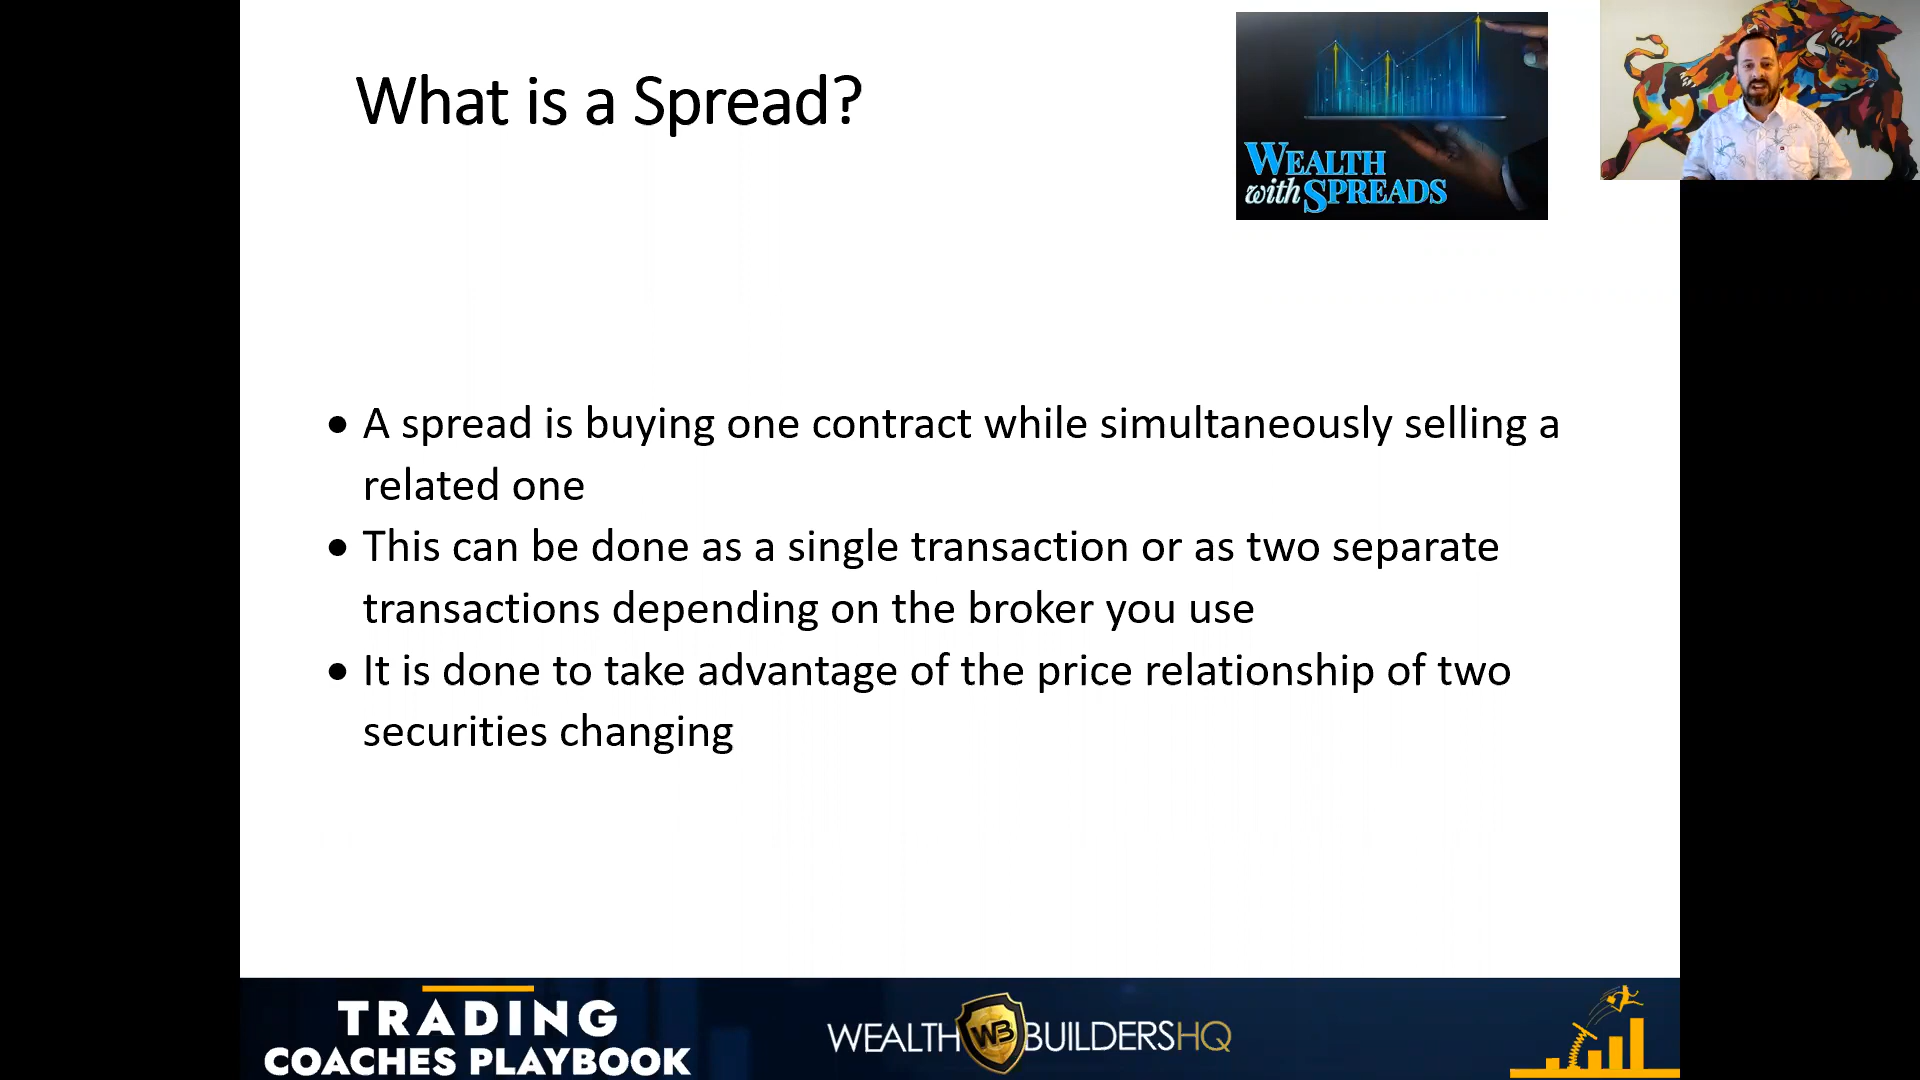 What is a Spread?
WEALTH
with SPREADS
• A spread is buying one contract while simultaneously selling a
related one
• This can be done as a single transaction or as two separate
transactions depending on the broker you use
• It is done to take advantage of the price relationship of two
securities changing
TRADING
COACHES PLAYBOOK
WEALTH WB BUILDERSHQ